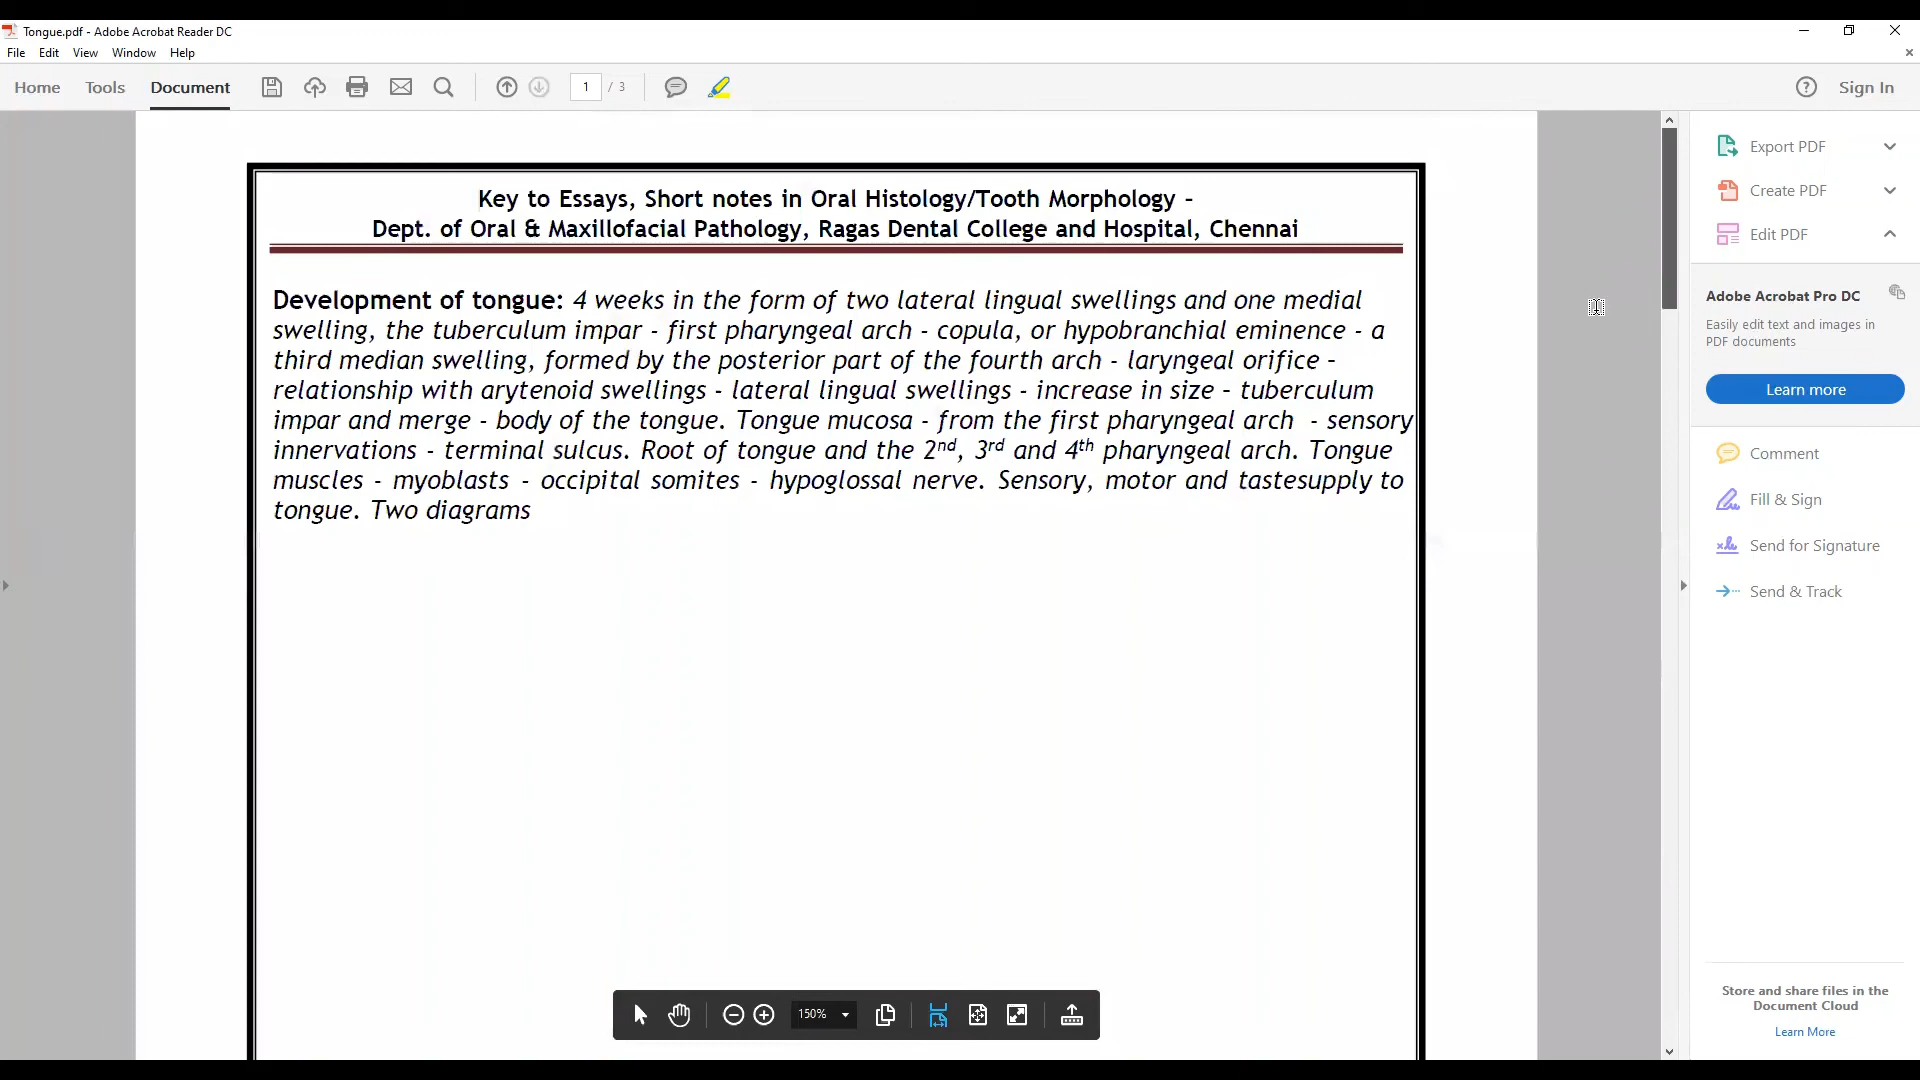 Tongue.pdf - Adobe Acrobat Reader DC
File Edit View Window Help
Home Tools Document 1 / 3 Sign In
Key to Essays, Short notes in Oral Histology/Tooth Morphology -
Dept. of Oral & Maxillofacial Pathology, Ragas Dental College and Hospital, Chennai
Development of tongue: 4 weeks in the form of two lateral lingual swellings and one medial
swelling, the tuberculum impar - first pharyngeal arch - copula, or hypobranchial eminence - a
third median swelling, formed by the posterior part of the fourth arch - laryngeal orifice -
relationship with arytenoid swellings - lateral lingual swellings - increase in size - tuberculum
impar and merge - body of the tongue. Tongue mucosa - from the first pharyngeal arch - sensory
innervations - terminal sulcus. Root of tongue and the 2nd, 3rd and 4th pharyngeal arch. Tongue
muscles - myoblasts - occipital somites - hypoglossal nerve. Sensory, motor and tastesupply to
tongue. Two diagrams
150%
Export PDF
Create PDF
Edit PDF
Adobe Acrobat Pro DC
Easily edit text and images in
PDF documents
Learn more
Comment
Fill & Sign
Send for Signature
Send & Track
Store and share files in the
Document Cloud
Learn More